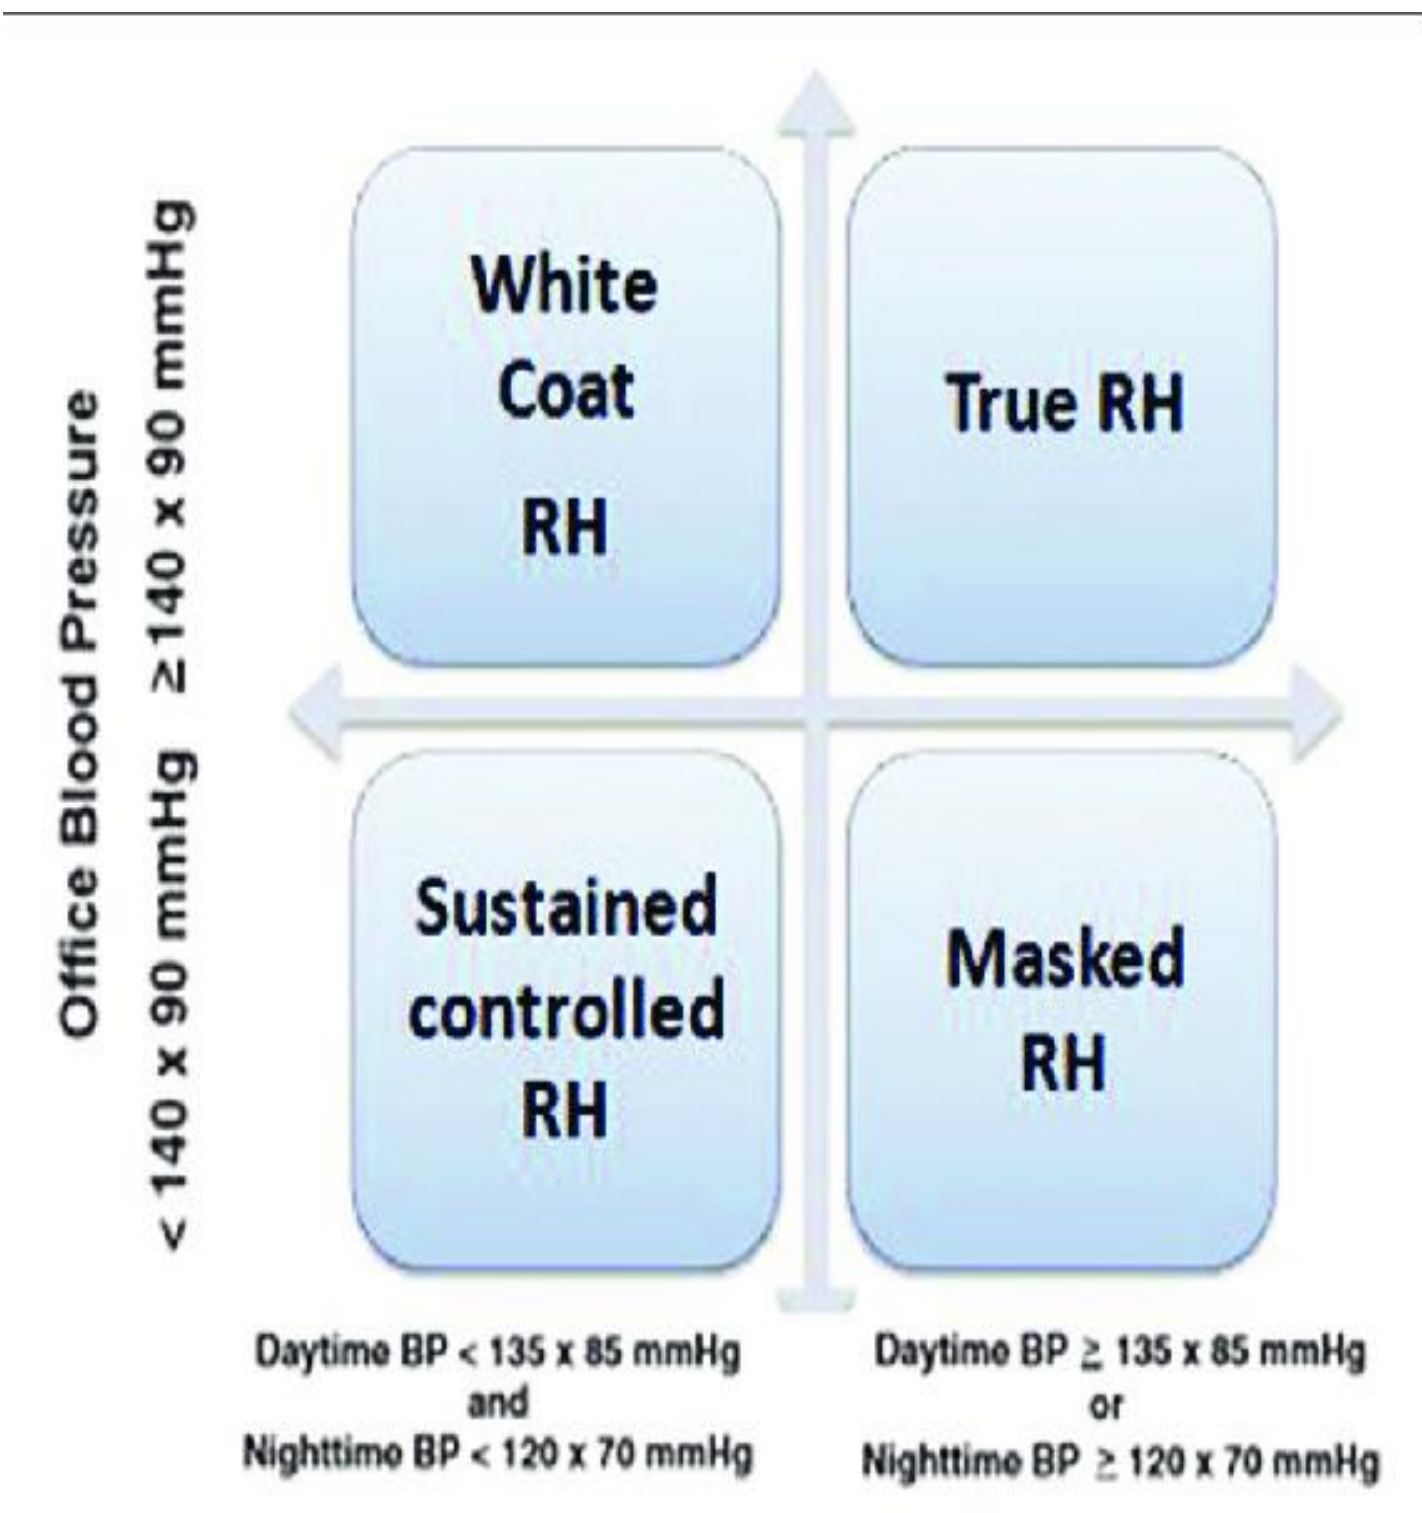 Office Blood Pressure
< 140 x 90 mmHg ≥ 140 x 90 mmHg
White
Coat
RH
True RH
Sustained
controlled
RH
Masked
RH
Daytime BP < 135 x 85 mmHg
and
Nighttime BP < 120 x 70 mmHg
Daytime BP ≥ 135 x 85 mmHg
or
Nighttime BP ≥ 120 x 70 mmHg